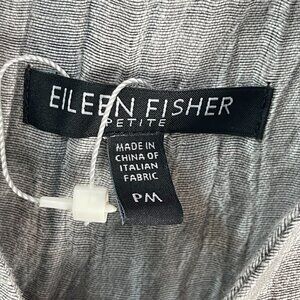 EILEEN FISHER
PETITE
MADE IN
CHINA OF
ITALIAN
FABRIC
PM